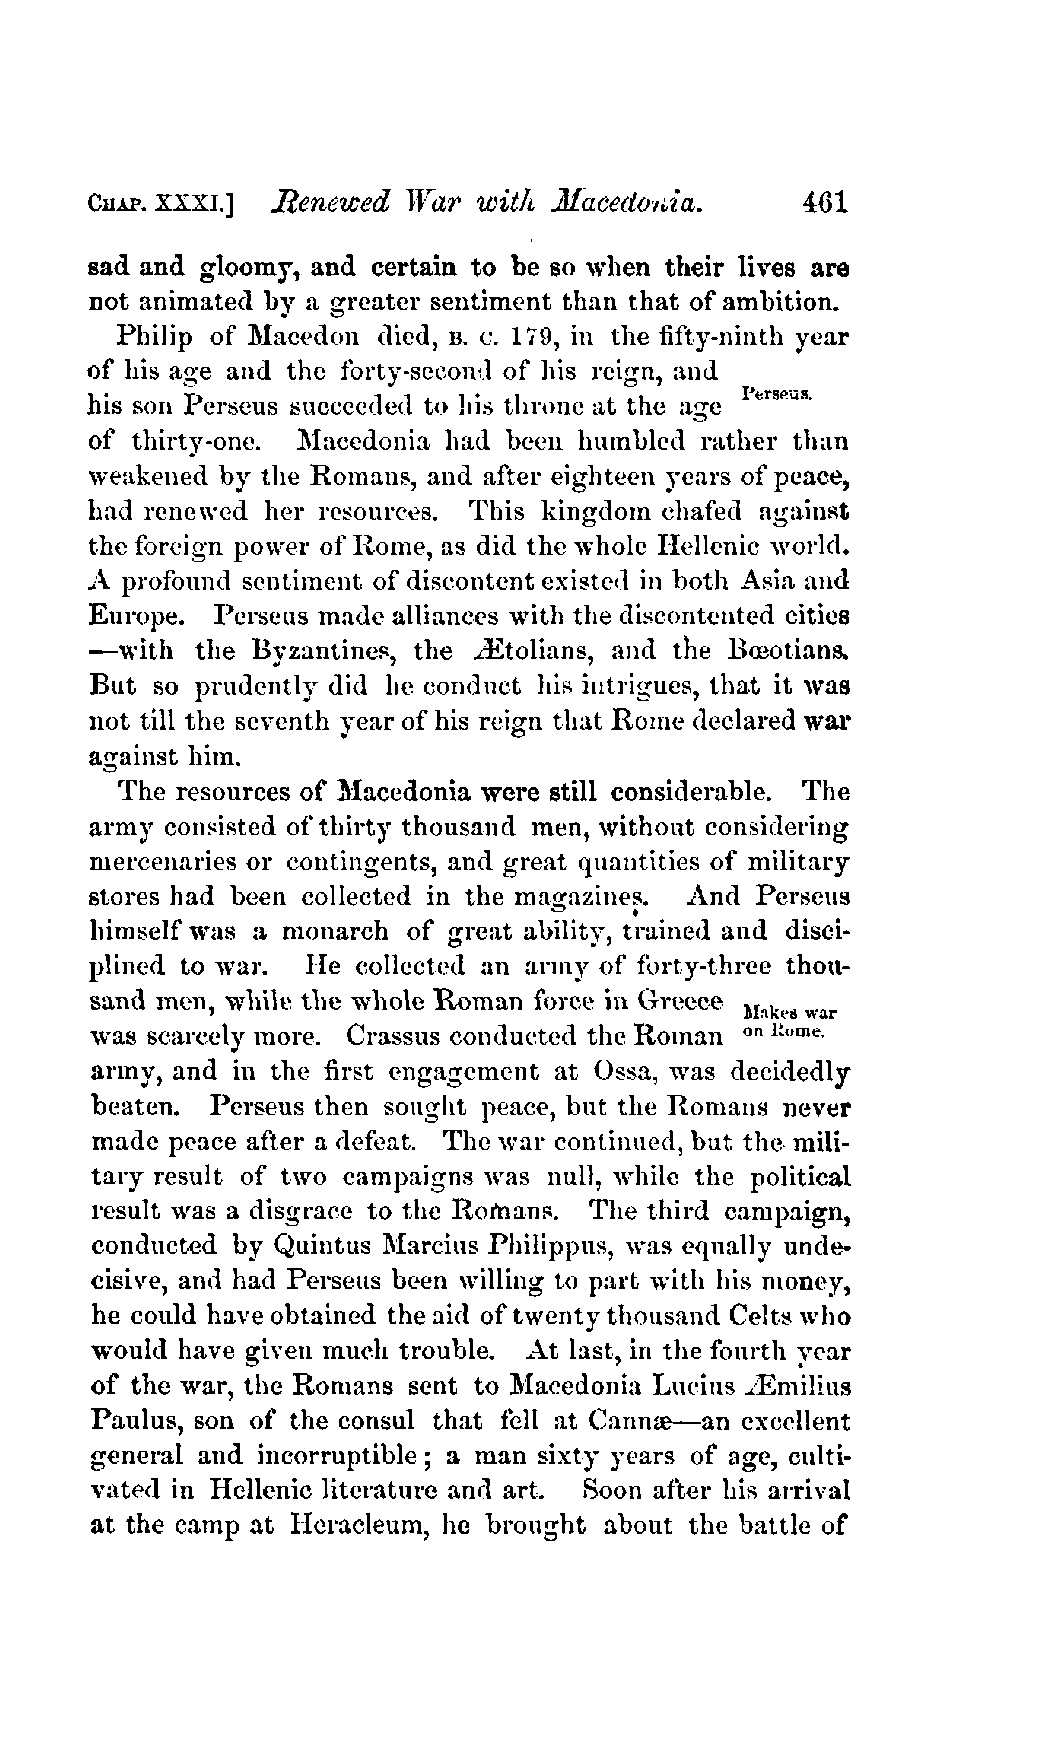 CHAP. XXXI.] Renewed War with Macedonia. 461
sad and gloomy, and certain to be so when their lives are
not animated by a greater sentiment than that of ambition.
Philip of Macedon died, B. C. 179, in the fifty-ninth year
of his age and the forty-second of his reign, and
Perseus.
his son Perseus succeeded to his throne at the age
of thirty-one. Macedonia had been humbled rather than
weakened by the Romans, and after eighteen years of peace,
had renewed her resources. This kingdom chafed against
the foreign power of Rome, as did the whole Hellenic world.
A profound sentiment of discontent existed in both Asia and
Europe. Perseus made alliances with the discontented cities
—with the Byzantines, the Ætolians, and the Bœotians.
But so prudently did he conduct his intrigues, that it was
not till the seventh year of his reign that Rome declared war
against him.
The resources of Macedonia were still considerable. The
army consisted of thirty thousand men, without considering
mercenaries or contingents, and great quantities of military
stores had been collected in the magazines. And Perseus
himself was a monarch of great ability, trained and disci-
plined to war. He collected an army of forty-three thou-
sand men, while the whole Roman force in Greece
Makes war
was scarcely more. Crassus conducted the Roman
on Rome.
army, and in the first engagement at Ossa, was decidedly
beaten. Perseus then sought peace, but the Romans never
made peace after a defeat. The war continued, but the mili-
tary result of two campaigns was null, while the political
result was a disgrace to the Romans. The third campaign,
conducted by Quintus Marcius Philippus, was equally unde-
cisive, and had Perseus been willing to part with his money,
he could have obtained the aid of twenty thousand Celts who
would have given much trouble. At last, in the fourth year
of the war, the Romans sent to Macedonia Lucius Æmilius
Paulus, son of the consul that fell at Cannæ—an excellent
general and incorruptible; a man sixty years of age, culti-
vated in Hellenic literature and art. Soon after his arrival
at the camp at Heracleum, he brought about the battle of